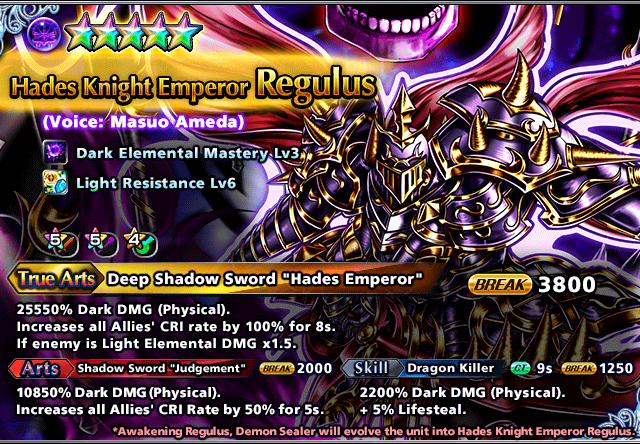 Hades Knight Emperor Regulus
(Voice: Masuo Ameda)
Dark Elemental Mastery Lv3
Light Resistance Lv6
5 5 4
True Arts Deep Shadow Sword "Hades Emperor" BREAK 3800
25550% Dark DMG (Physical).
Increases all Allies' CRI rate by 100% for 8s.
If enemy is Light Elemental DMG x1.5.
Arts Shadow Sword "Judgement" BREAK 2000
10850% Dark DMG (Physical).
Increases all Allies' CRI Rate by 50% for 5s.
Skill Dragon Killer CT 9s BREAK 1250
2200% Dark DMG (Physical).
+ 5% Lifesteal.
*Awakening Regulus, Demon Sealer will evolve the unit into Hades Knight Emperor Regulus.